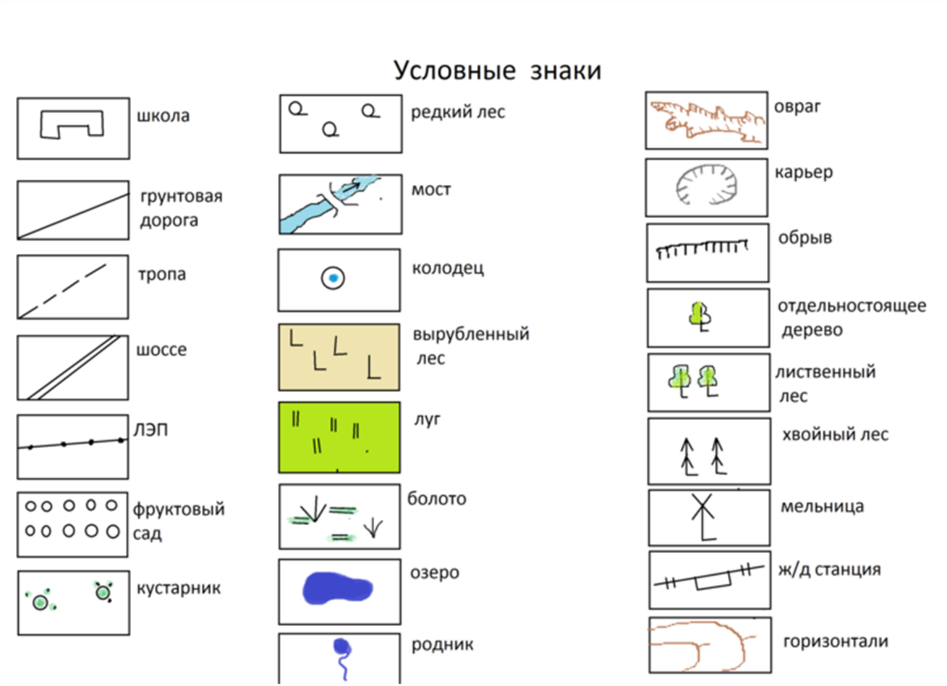 Условные знаки
школа
грунтовая
дорога
тропа
шоссе
ЛЭП
фруктовый
сад
кустарник
редкий лес
мост
колодец
вырубленный
лес
луг
болото
озеро
родник
овраг
карьер
обрыв
отдельностоящее
дерево
лиственный
лес
хвойный лес
мельница
ж/д станция
горизонтали